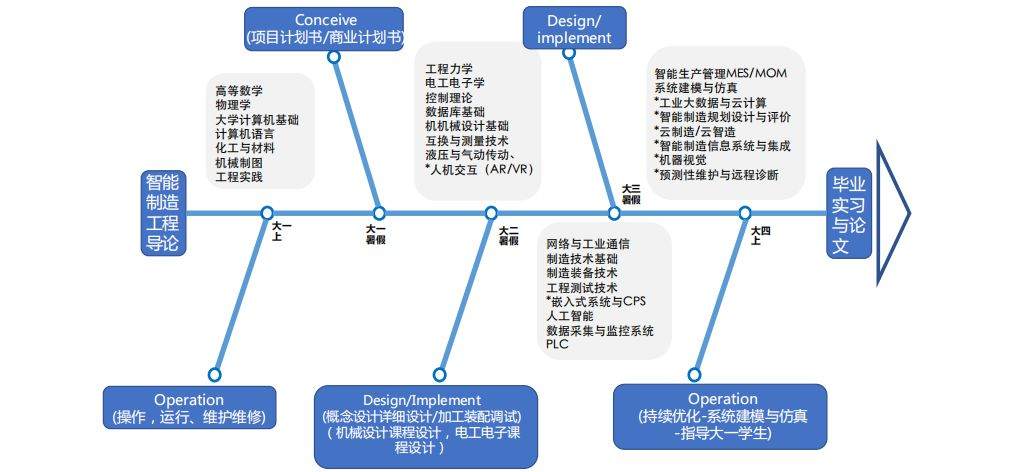 Conceive
(项目计划书/商业计划书)
Design/
implement
高等数学
物理学
大学计算机基础
计算机语言
化工与材料
机械制图
工程实践
工程力学
电工电子学
控制理论
数据库基础
机机械设计基础
互换与测量技术
液压与气动传动、
*人机交互（AR/VR）
智能生产管理MES/MOM
系统建模与仿真
*工业大数据与云计算
*智能制造规划设计与评价
*云制造/云智造
*智能制造信息系统与集成
*机器视觉
*预测性维护与远程诊断
智能
制造
工程
导论
大一
上
大一
暑假
大二
暑假
大三
暑假
大四
上
毕业
实习
与论
文
网络与工业通信
制造技术基础
制造装备技术
工程测试技术
*嵌入式系统与CPS
人工智能
数据采集与监控系统
PLC
Operation
(操作，运行、维护维修)
Design/Implement
(概念设计详细设计/加工装配调试)
（机械设计课程设计，电工电子课
程设计）
Operation
(持续优化-系统建模与仿真
-指导大一学生)